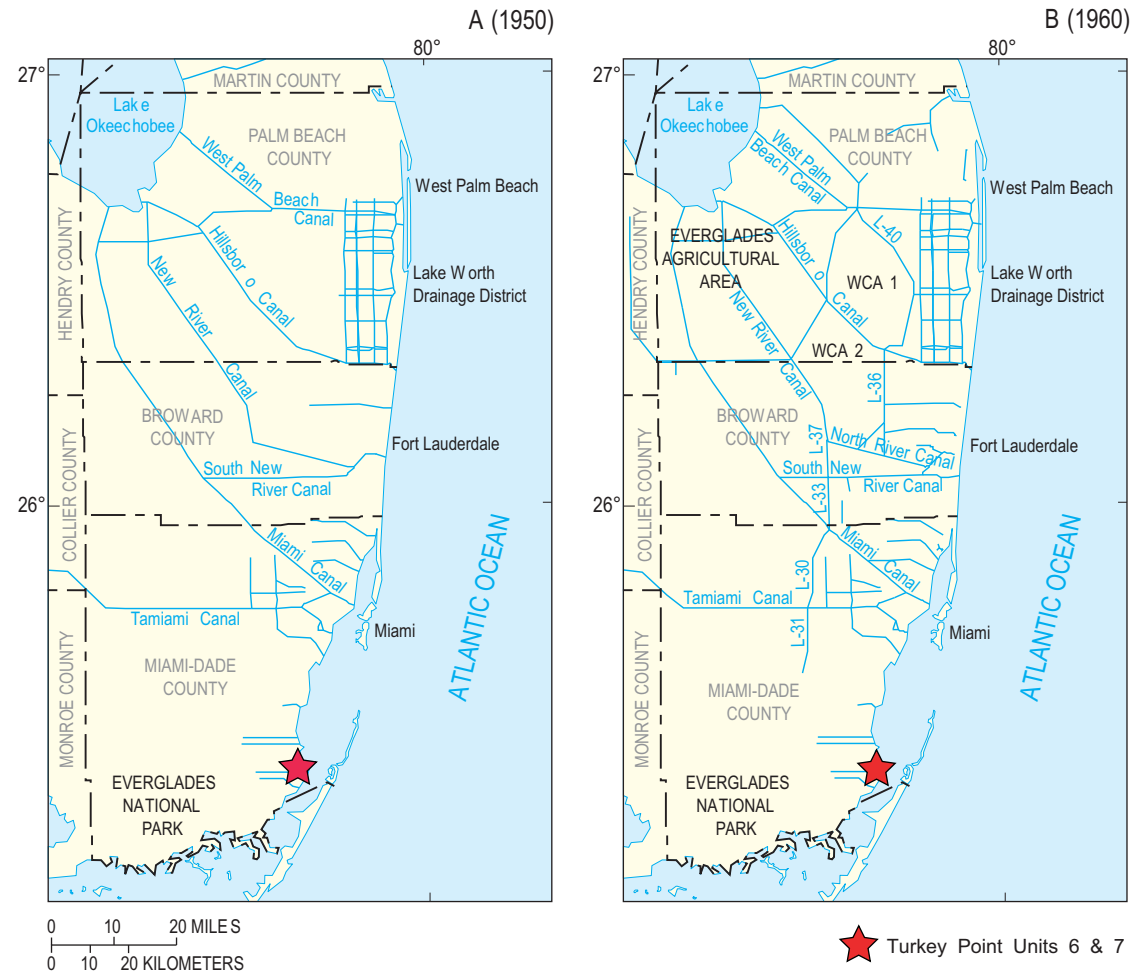 A (1950)
80°
27°
MARTIN COUNTY
Lake
Okeechobee
PALM BEACH
COUNTY
West Palm
Beach
Canal
West Palm Beach
HENDRY COUNTY
Hillsboro Canal
New River Canal
Lake Worth
Drainage District
BROWARD
COUNTY
Fort Lauderdale
South New
River Canal
26°
COLLIER COUNTY
Miami Canal
ATLANTIC OCEAN
Tamiami Canal
Miami
MIAMI-DADE
COUNTY
MONROE COUNTY
EVERGLADES
NATIONAL
PARK
0 10 20 MILES
0 10 20 KILOMETERS
B (1960)
80°
27°
MARTIN COUNTY
Lake
Okeechobee
PALM BEACH
COUNTY
West Palm
Beach Canal
West Palm Beach
HENDRY COUNTY
L-40
EVERGLADES
AGRICULTURAL
AREA
Hillsboro Canal
WCA 1
Lake Worth
Drainage District
New River Canal
WCA 2
L-36
BROWARD
COUNTY
L-37
North River Canal
Fort Lauderdale
South New
River Canal
L-33
26°
COLLIER COUNTY
Miami Canal
L-30
ATLANTIC OCEAN
Tamiami Canal
L-31
Miami
MIAMI-DADE
COUNTY
MONROE COUNTY
EVERGLADES
NATIONAL
PARK
Turkey Point Units 6 & 7